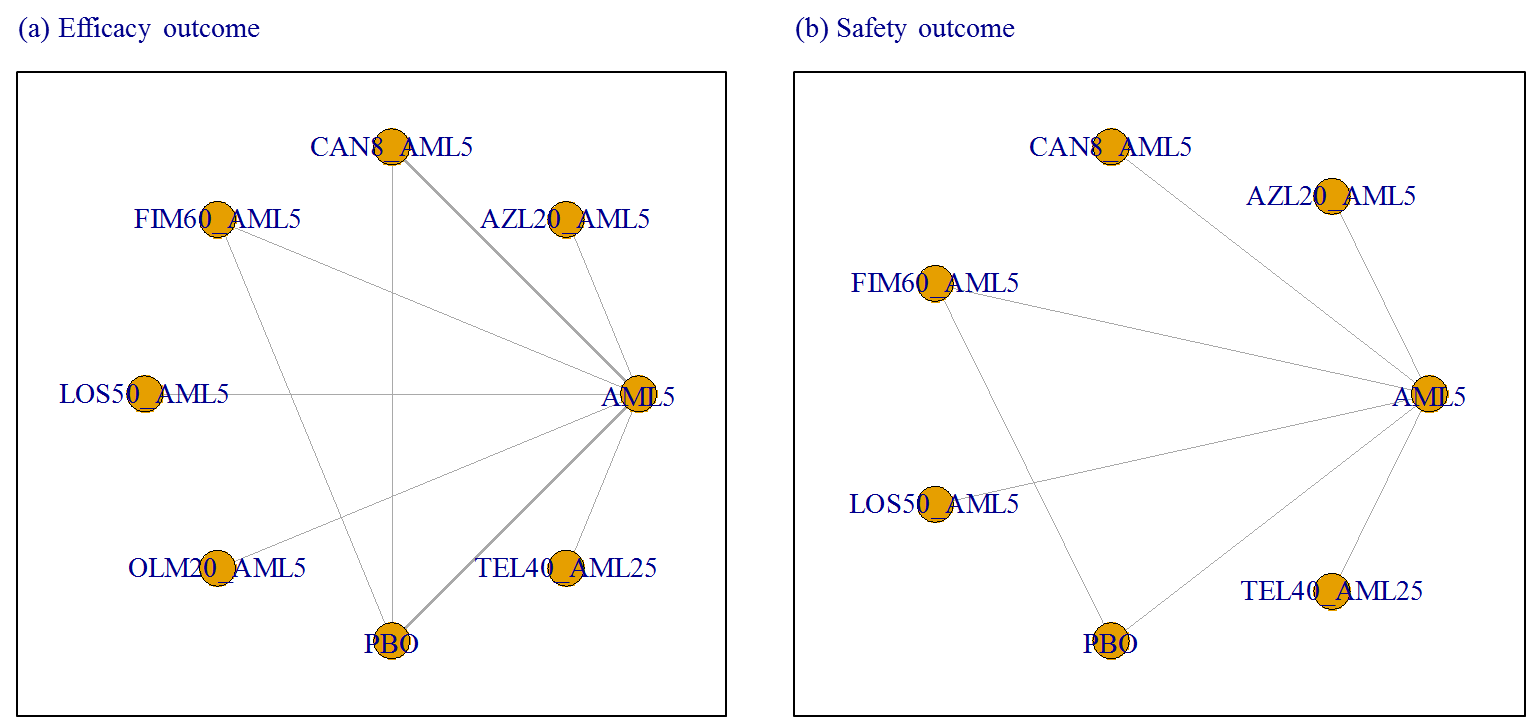 (a) Efficacy outcome
CAN8_AML5
FIM60_AML5
AZL20_AML5
LOS50_AML5
AML5
OLM20_AML5
TEL40_AML25
PBO
(b) Safety outcome
CAN8_AML5
AZL20_AML5
FIM60_AML5
AML5
LOS50_AML5
TEL40_AML25
PBO